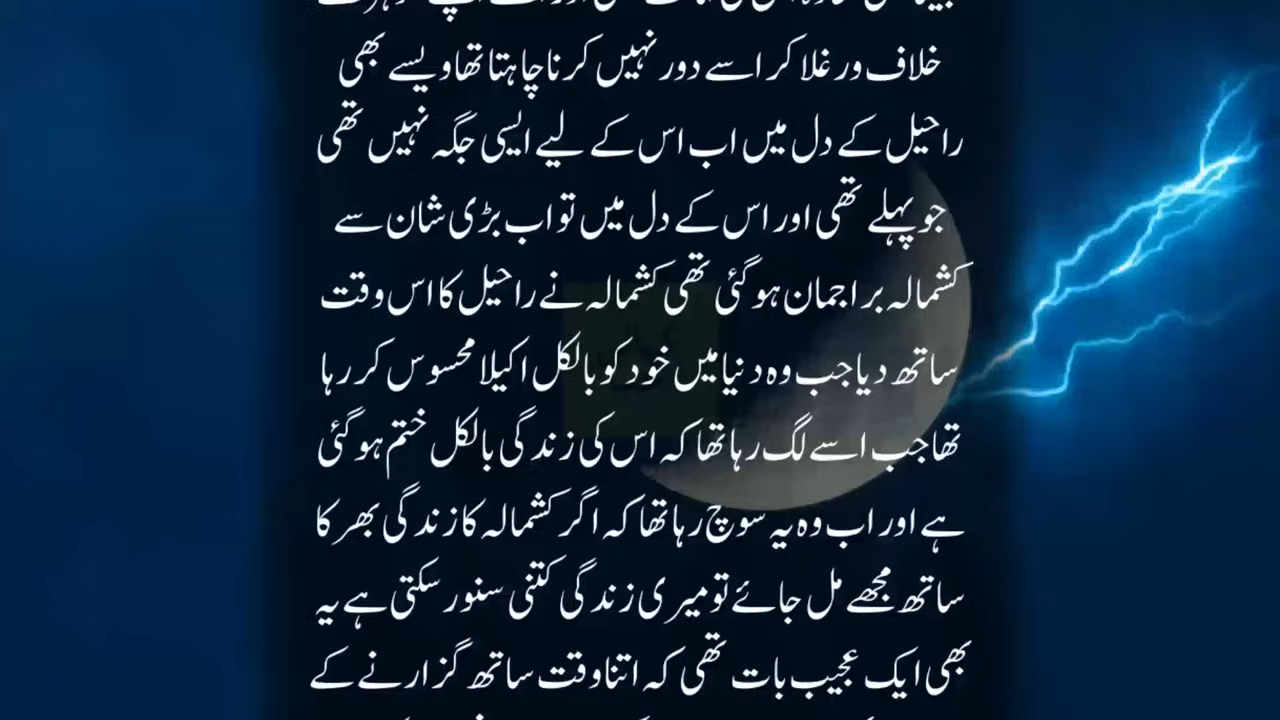 خلاف ورغلا کر اسے دور نہیں کرنا چاہتا تھا ویسے بھی
راحیل کے دل میں اب اس کے لیے ایسی جگہ نہیں تھی
جو پہلے تھی اور اس کے دل میں تو اب بڑی شان سے
کشمالہ براجمان ہو گئی تھی کشمالہ نے راحیل کا اس وقت
ساتھ دیا جب وہ دنیا میں خود کو بالکل اکیلا محسوس کر رہا
تھا جب اسے لگ رہا تھا کہ اس کی زندگی بالکل ختم ہو گئی
ہے اور اب وہ یہ سوچ رہا تھا کہ اگر کشمالہ کا زندگی بھر کا
ساتھ مجھے مل جائے تو میری زندگی کتنی سنور سکتی ہے یہ
بھی ایک عجیب بات تھی کہ اتنا وقت ساتھ گزارنے کے